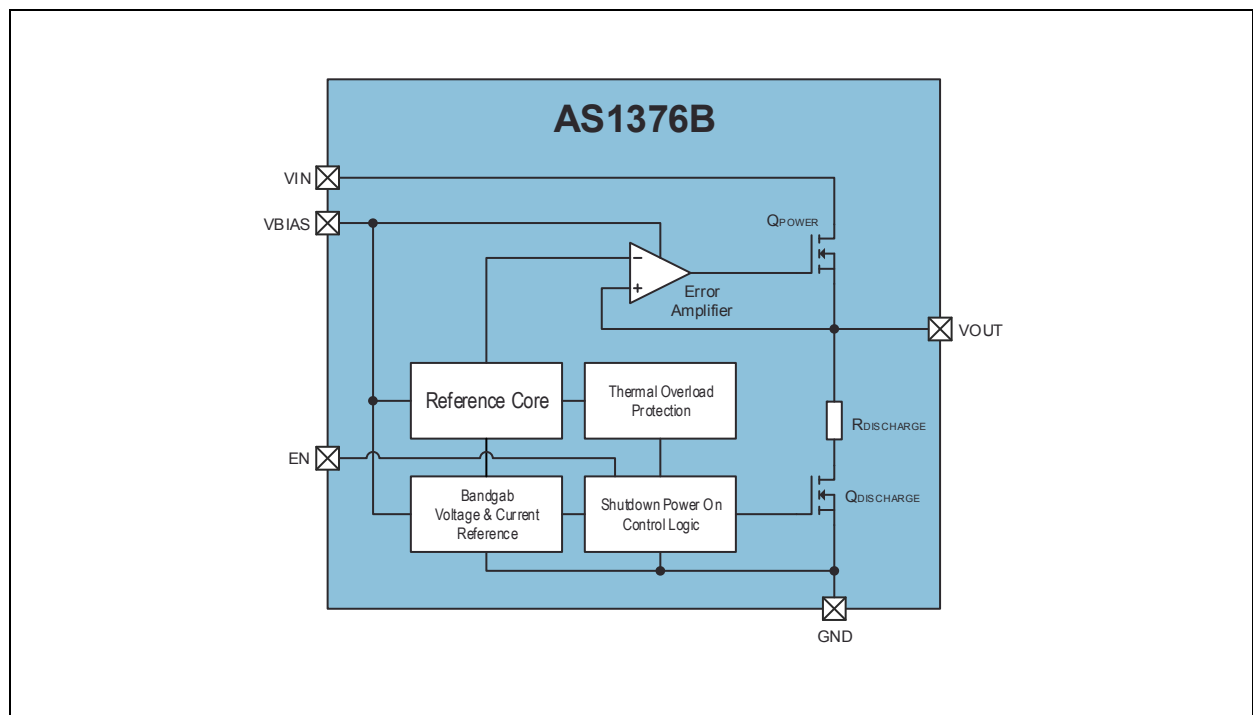 AS1376B
VIN
VBIAS
QPOWER
−
+
Error
Amplifier
VOUT
Reference Core
Thermal Overload
Protection
RDISCHARGE
EN
Bandgab
Voltage & Current
Reference
Shutdown Power On
Control Logic
QDISCHARGE
GND